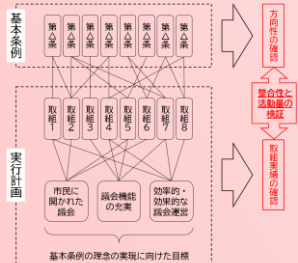 基本条例
第△条
第△条
第△条
第△条
第△条
第△条
第△条
第△条
方向性の確認
整合性と
活動量の
検証
実行計画
取組1
取組2
取組3
取組4
取組5
取組6
取組7
取組8
取組実績の確認
市民に
開かれた
議会
議会機能
の充実
効率的・
効果的な
議会運営
基本条例の理念の実現に向けた目標